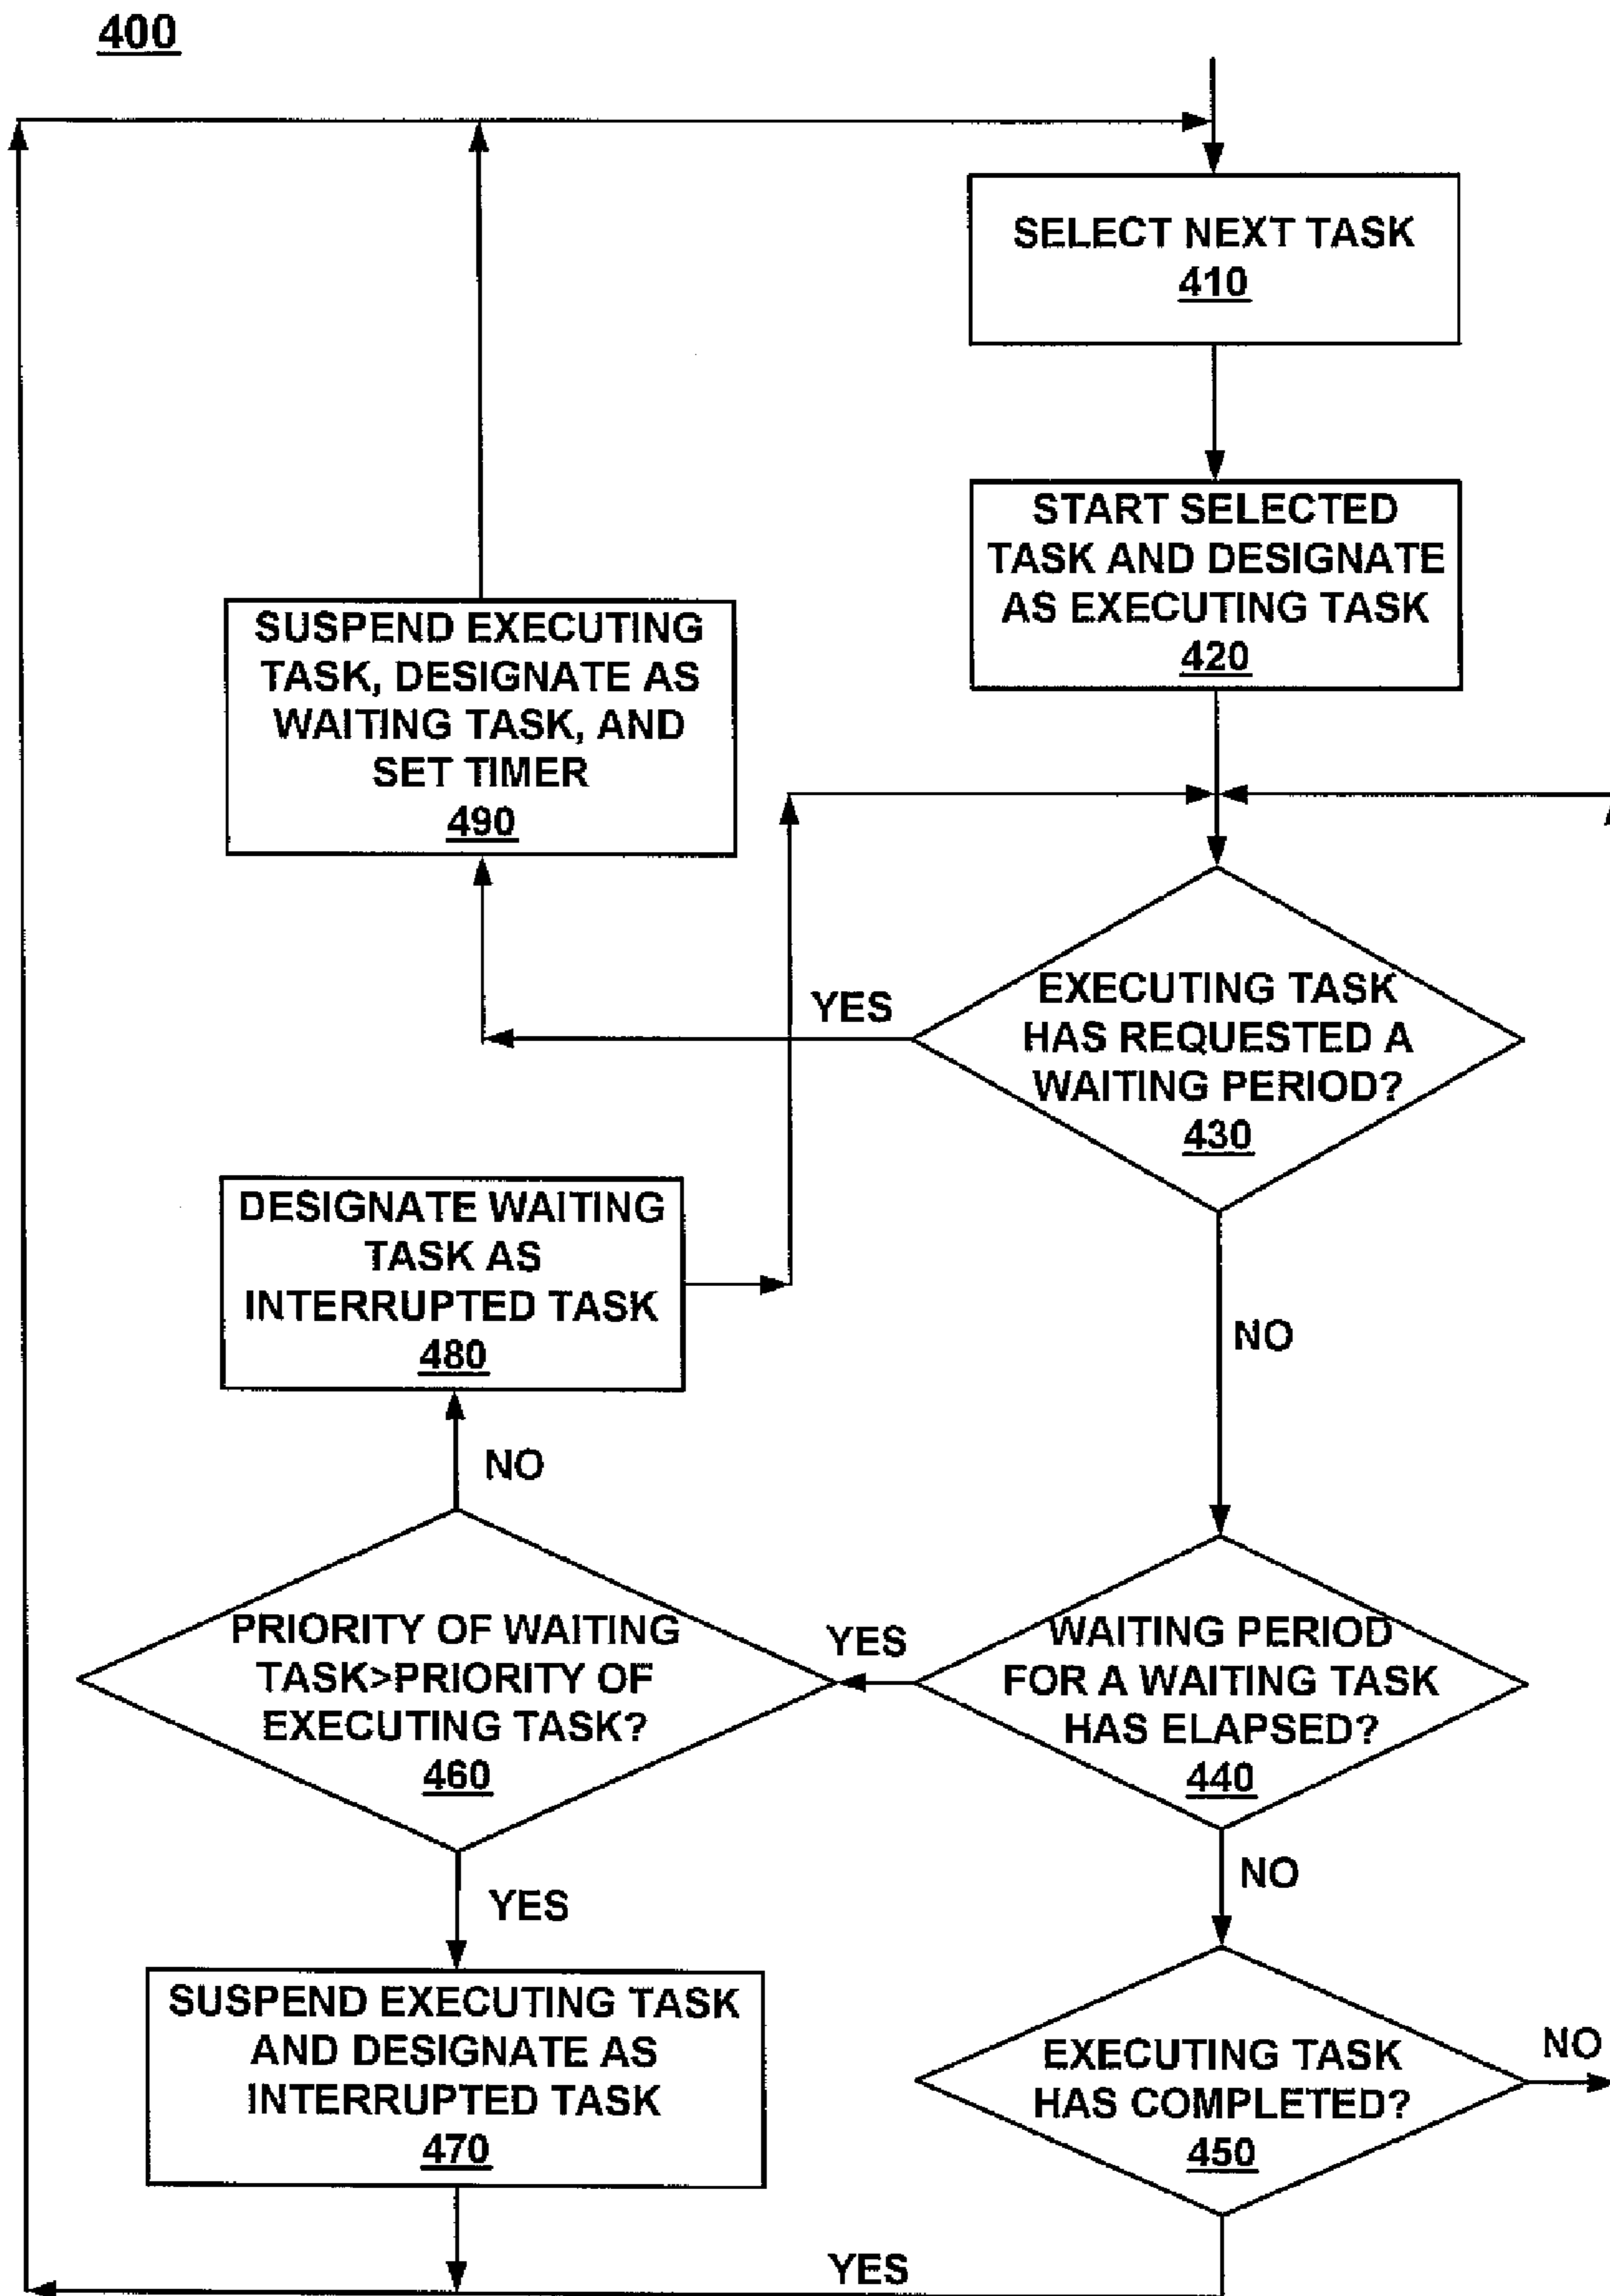 400
SELECT NEXT TASK
410
START SELECTED
TASK AND DESIGNATE
AS EXECUTING TASK
420
SUSPEND EXECUTING
TASK, DESIGNATE AS
WAITING TASK, AND
SET TIMER
490
EXECUTING TASK
HAS REQUESTED A
WAITING PERIOD?
430
YES
NO
DESIGNATE WAITING
TASK AS
INTERRUPTED TASK
480
NO
PRIORITY OF WAITING
TASK>PRIORITY OF
EXECUTING TASK?
460
YES
WAITING PERIOD
FOR A WAITING TASK
HAS ELAPSED?
440
YES
NO
SUSPEND EXECUTING TASK
AND DESIGNATE AS
INTERRUPTED TASK
470
EXECUTING TASK
HAS COMPLETED?
450
NO
YES